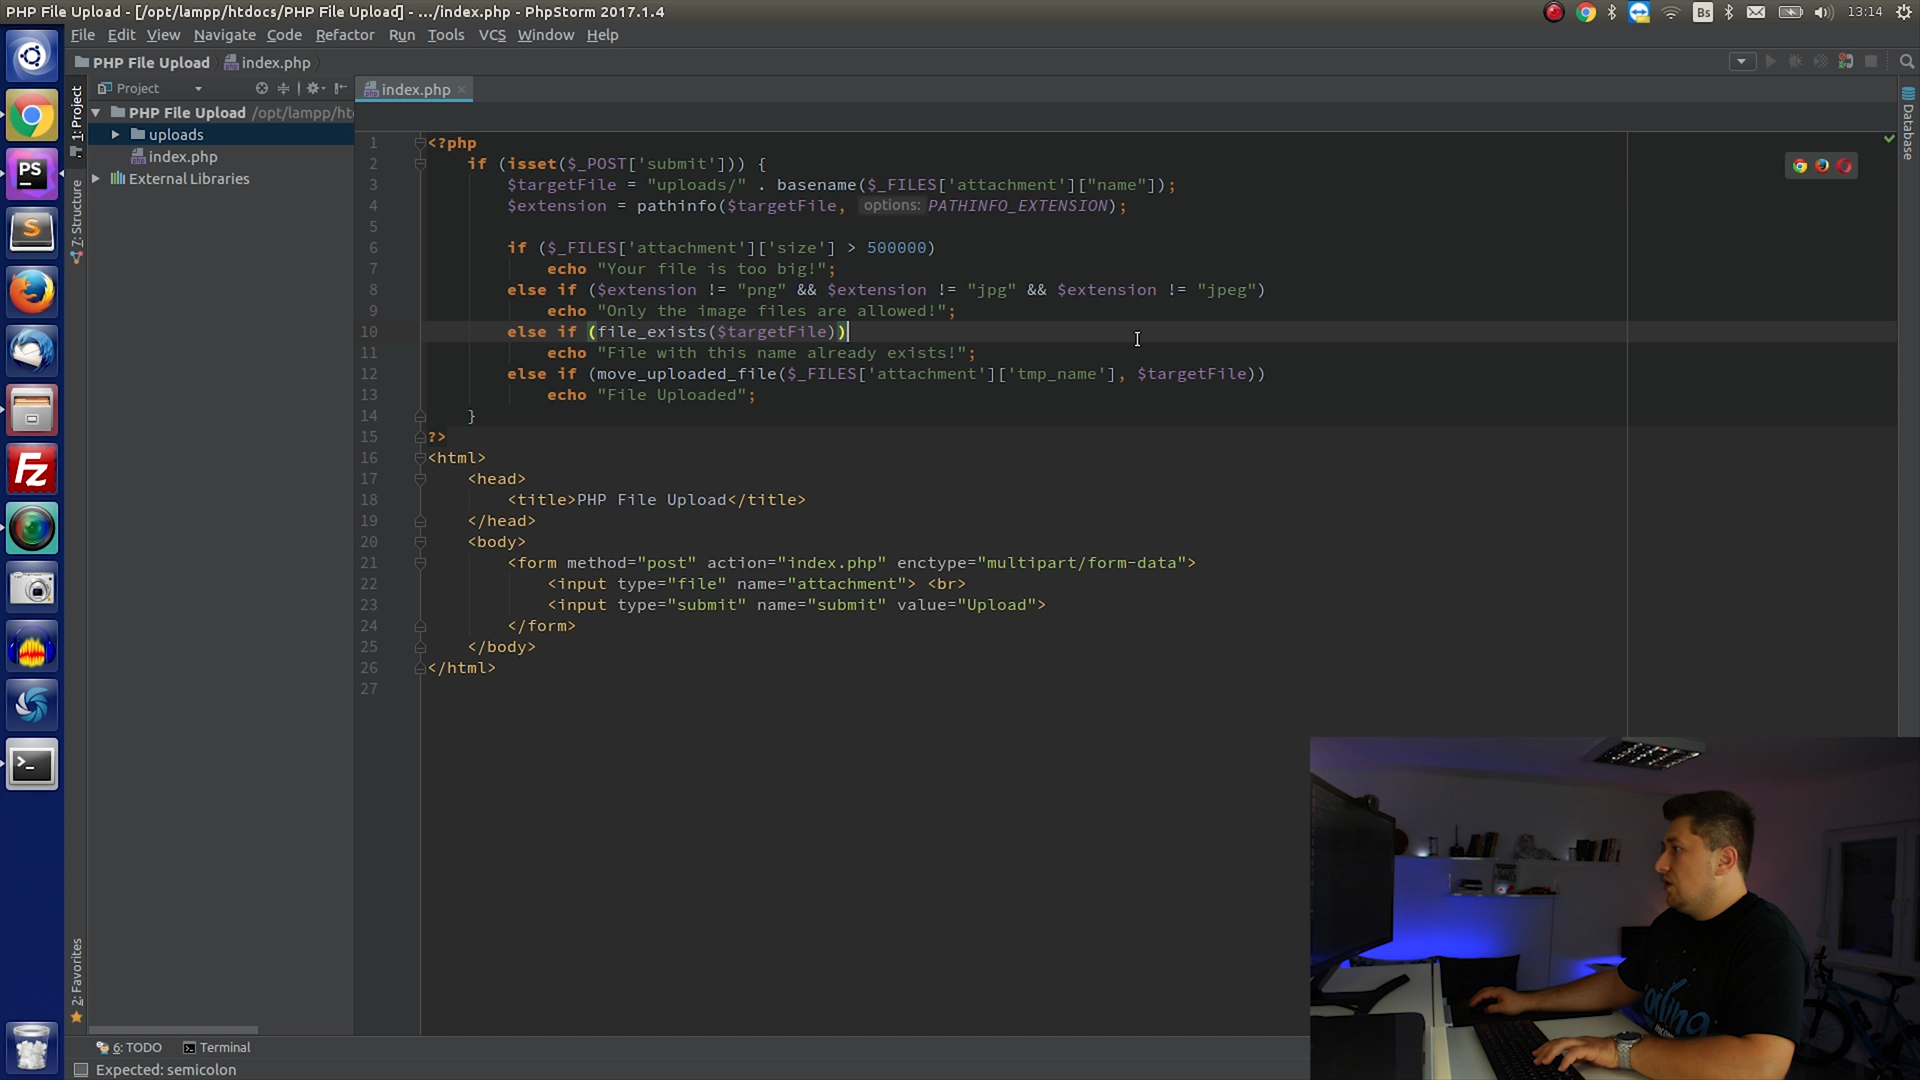 PHP File Upload - [/opt/lampp/htdocs/PHP File Upload] - .../index.php - PhpStorm 2017.1.4
Bs
13:14
File Edit View Navigate Code Refactor Run Tools VCS Window Help
PHP File Upload index.php
Project
index.php
1: Project
7: Structure
2: Favorites
Database
PHP File Upload /opt/lampp/ht
uploads
index.php
External Libraries
PS
S
Fz
>_
1 <?php
2 if (isset($_POST['submit'])) {
3 $targetFile = "uploads/" . basename($_FILES['attachment']["name"]);
4 $extension = pathinfo($targetFile, options: PATHINFO_EXTENSION);
5
6 if ($_FILES['attachment']['size'] > 500000)
7 echo "Your file is too big!";
8 else if ($extension != "png" && $extension != "jpg" && $extension != "jpeg")
9 echo "Only the image files are allowed!";
10 else if (file_exists($targetFile))
11 echo "File with this name already exists!";
12 else if (move_uploaded_file($_FILES['attachment']['tmp_name'], $targetFile))
13 echo "File Uploaded";
14 }
15 ?>
16 <html>
17 <head>
18 <title>PHP File Upload</title>
19 </head>
20 <body>
21 <form method="post" action="index.php" enctype="multipart/form-data">
22 <input type="file" name="attachment"> <br>
23 <input type="submit" name="submit" value="Upload">
24 </form>
25 </body>
26 </html>
27
6: TODO Terminal
Expected: semicolon